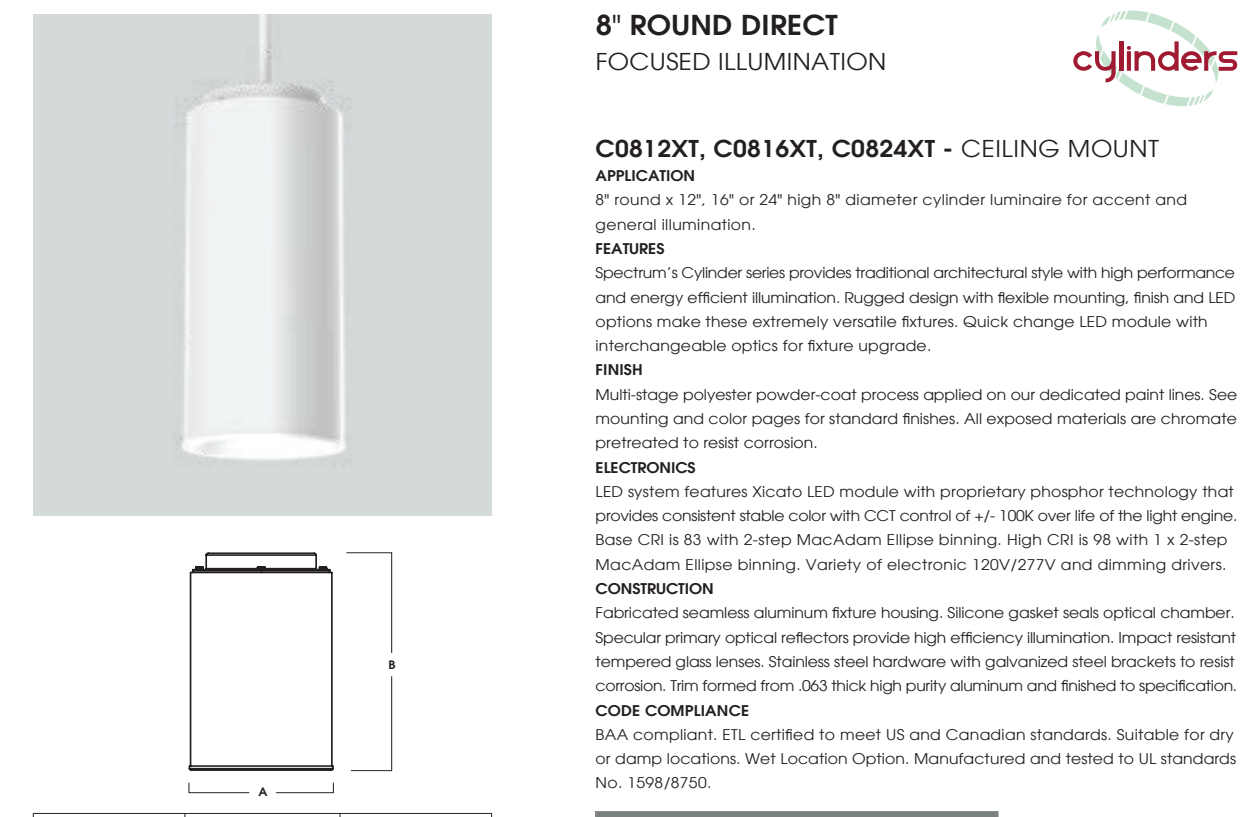 8" ROUND DIRECT
FOCUSED ILLUMINATION
cylinders
C0812XT, C0816XT, C0824XT - CEILING MOUNT
APPLICATION
8" round x 12", 16" or 24" high 8" diameter cylinder luminaire for accent and
general illumination.
FEATURES
Spectrum's Cylinder series provides traditional architectural style with high performance
and energy efficient illumination. Rugged design with flexible mounting, finish and LED
options make these extremely versatile fixtures. Quick change LED module with
interchangeable optics for fixture upgrade.
FINISH
Multi-stage polyester powder-coat process applied on our dedicated paint lines. See
mounting and color pages for standard finishes. All exposed materials are chromate
pretreated to resist corrosion.
ELECTRONICS
LED system features Xicato LED module with proprietary phosphor technology that
provides consistent stable color with CCT control of +/- 100K over life of the light engine.
Base CRI is 83 with 2-step MacAdam Ellipse binning. High CRI is 98 with 1 x 2-step
MacAdam Ellipse binning. Variety of electronic 120V/277V and dimming drivers.
CONSTRUCTION
Fabricated seamless aluminum fixture housing. Silicone gasket seals optical chamber.
Specular primary optical reflectors provide high efficiency illumination. Impact resistant
tempered glass lenses. Stainless steel hardware with galvanized steel brackets to resist
corrosion. Trim formed from .063 thick high purity aluminum and finished to specification.
CODE COMPLIANCE
BAA compliant. ETL certified to meet US and Canadian standards. Suitable for dry
or damp locations. Wet Location Option. Manufactured and tested to UL standards
No. 1598/8750.
B
A